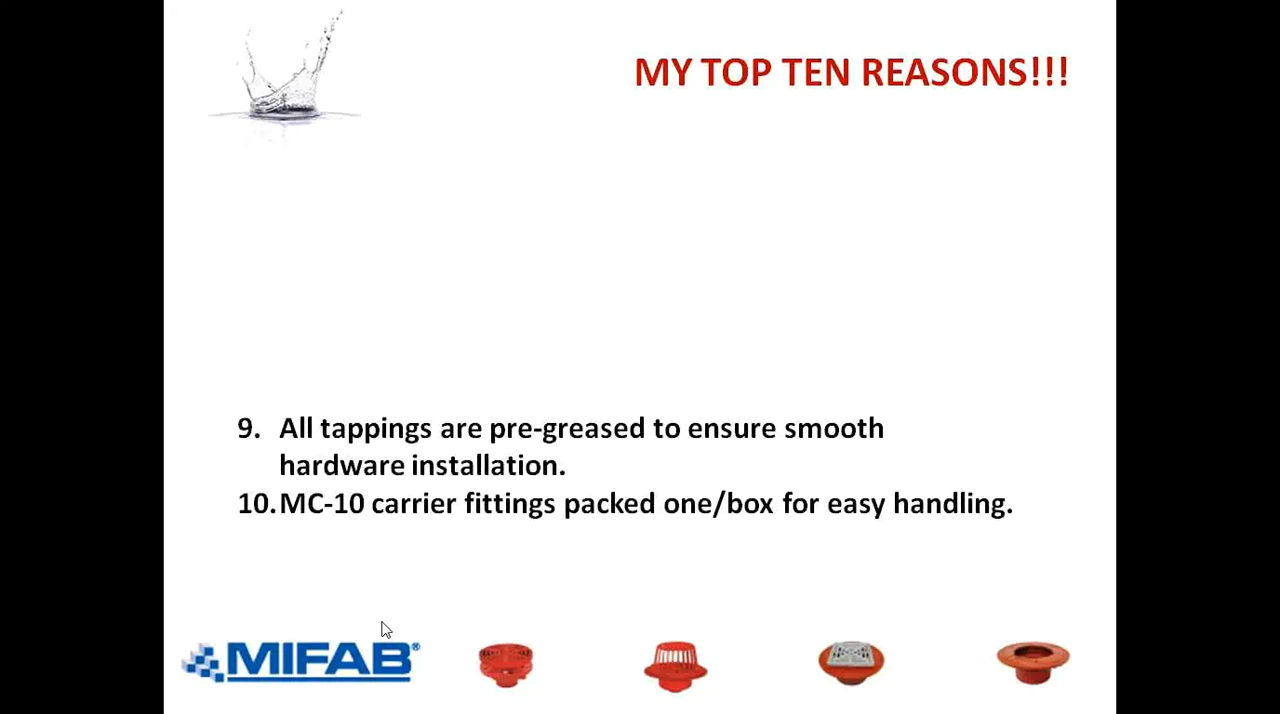 MY TOP TEN REASONS!!!
9. All tappings are pre-greased to ensure smooth
hardware installation.
10. MC-10 carrier fittings packed one/box for easy handling.
MIFAB®